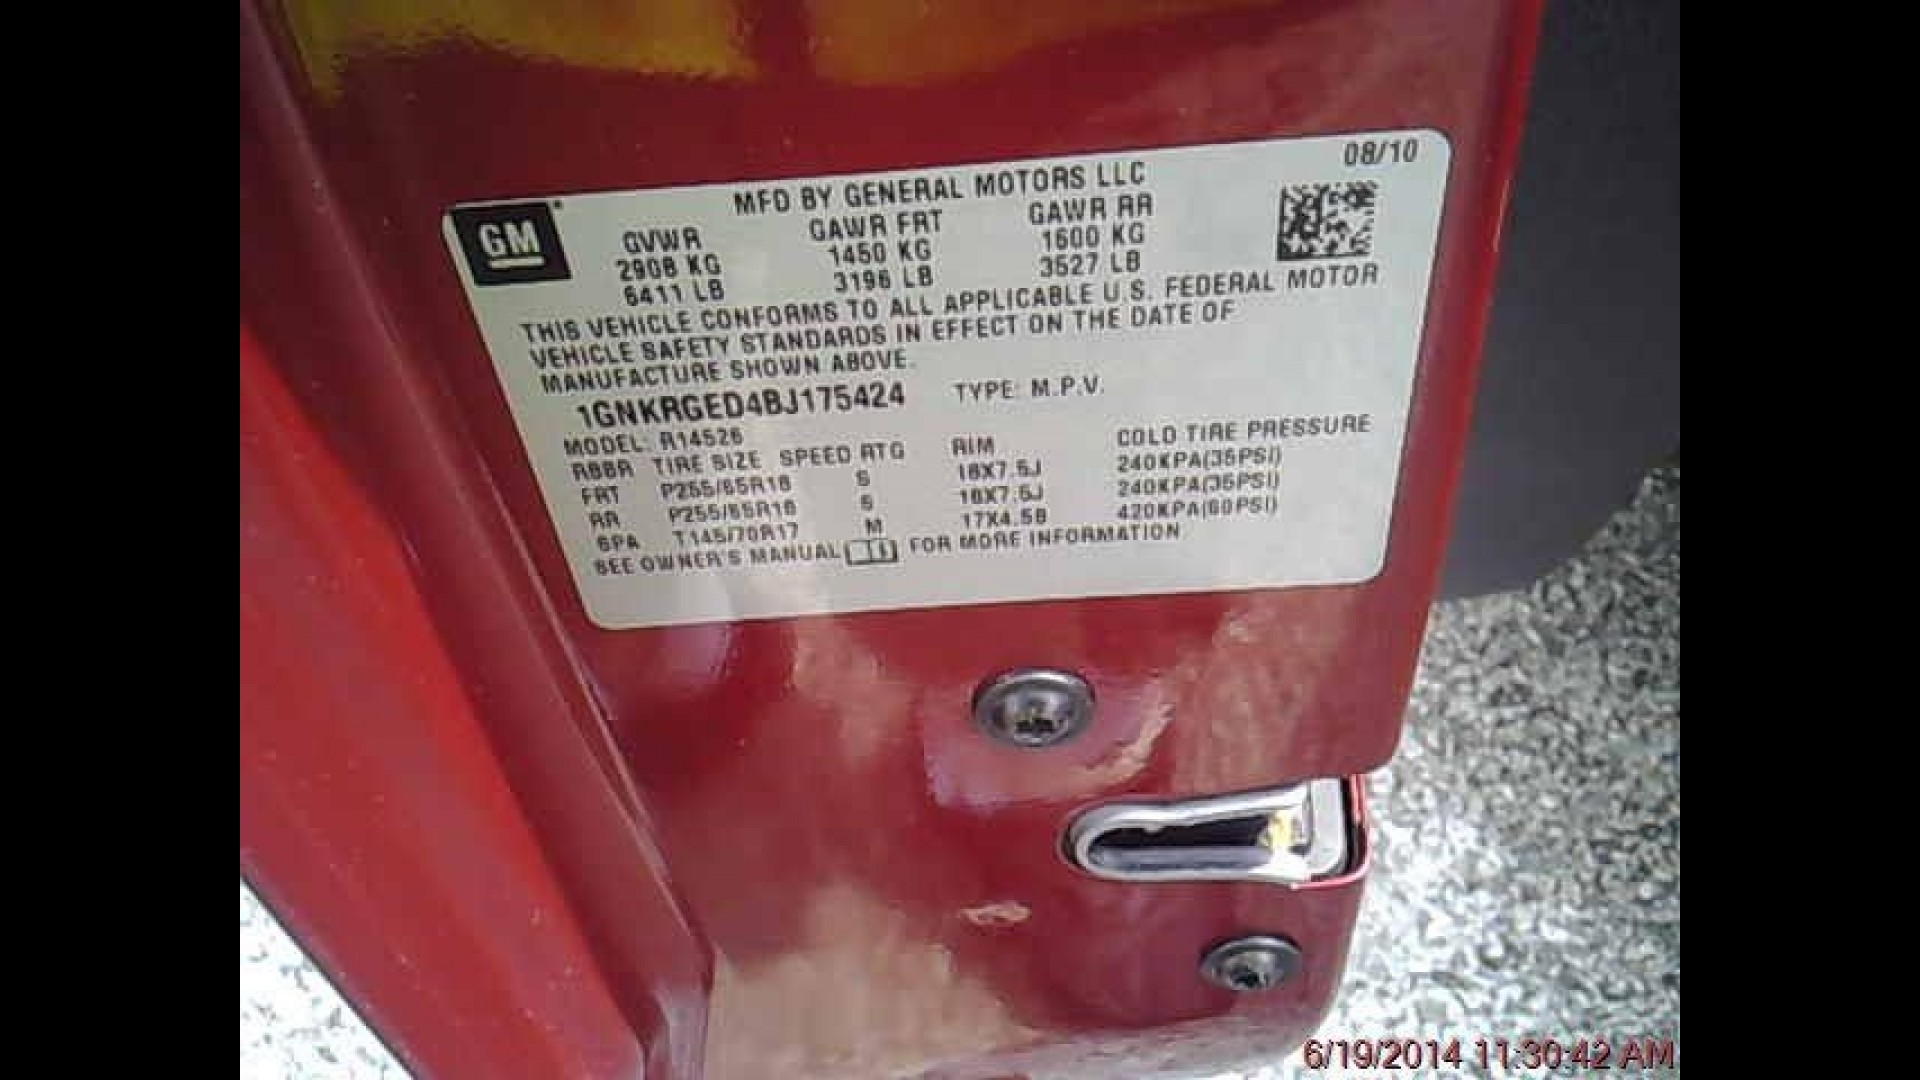 08/10
MFD BY GENERAL MOTORS LLC
GM
GVWR GAWR FRT GAWR RR
2908 KG 1450 KG 1600 KG
6411 LB 3196 LB 3527 LB
THIS VEHICLE CONFORMS TO ALL APPLICABLE U.S. FEDERAL MOTOR
VEHICLE SAFETY STANDARDS IN EFFECT ON THE DATE OF
MANUFACTURE SHOWN ABOVE.
1GNKRGED4BJ175424 TYPE: M.P.V.
MODEL: R14526
RBBR TIRE SIZE SPEED RTG RIM COLD TIRE PRESSURE
FRT P255/65R18 S 18X7.5J 240KPA(35PSI)
RR P255/65R18 S 18X7.5J 240KPA(35PSI)
SPA T145/70R17 M 17X4.5B 420KPA(60PSI)
SEE OWNER'S MANUAL FOR MORE INFORMATION
6/19/2014 11:30:42 AM